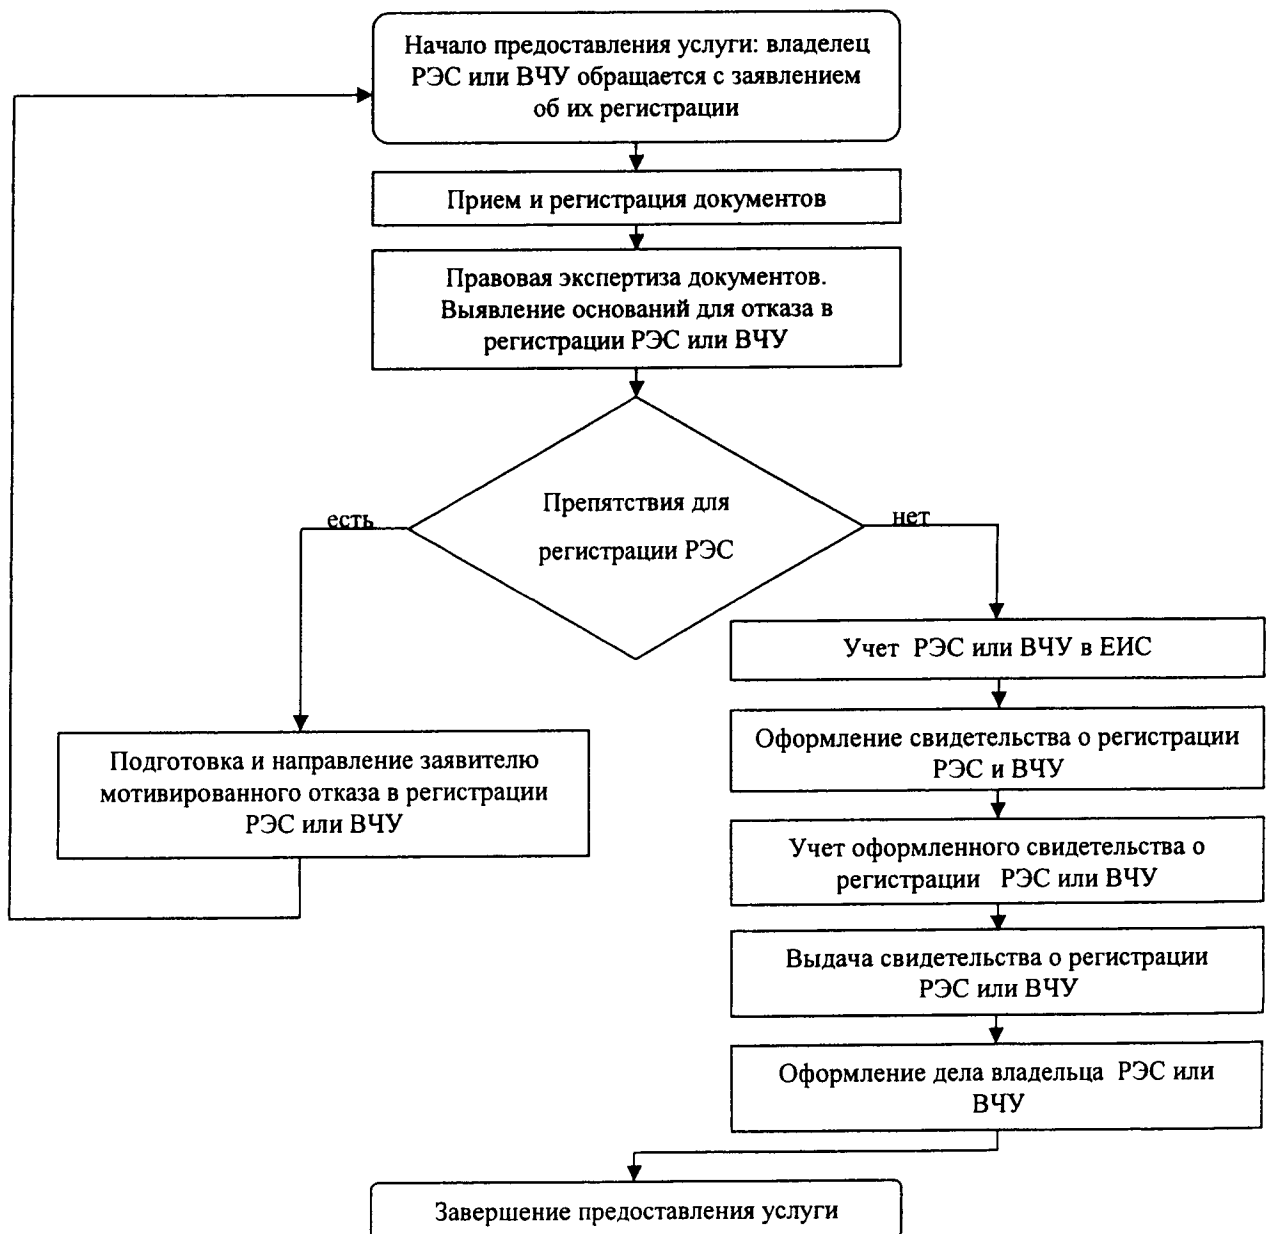 Начало предоставления услуги: владелец
РЭС или ВЧУ обращается с заявлением
об их регистрации
Прием и регистрация документов
Правовая экспертиза документов.
Выявление оснований для отказа в
регистрации РЭС или ВЧУ
Препятствия для
регистрации РЭС
есть
нет
Учет РЭС или ВЧУ в ЕИС
Оформление свидетельства о регистрации
РЭС и ВЧУ
Подготовка и направление заявителю
мотивированного отказа в регистрации
РЭС или ВЧУ
Учет оформленного свидетельства о
регистрации РЭС или ВЧУ
Выдача свидетельства о регистрации
РЭС или ВЧУ
Оформление дела владельца РЭС или
ВЧУ
Завершение предоставления услуги